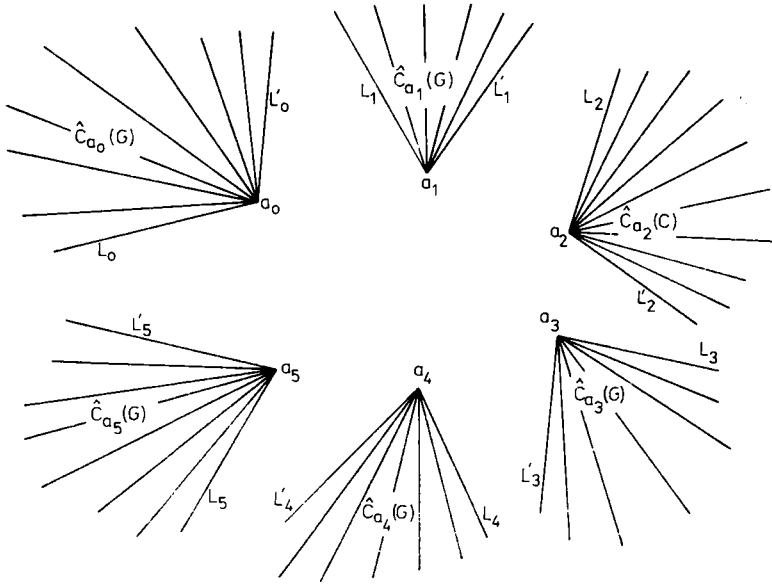 L'₀
Ĉa₀(G)
a₀
L₀
L₁
Ĉa₁(G)
L'₁
a₁
L₂
a₂
Ĉa₂(C)
L'₂
L'₅
a₅
Ĉa₅(G)
L₅
a₄
L'₄
Ĉa₄(G)
L₄
a₃
L₃
Ĉa₃(G)
L'₃